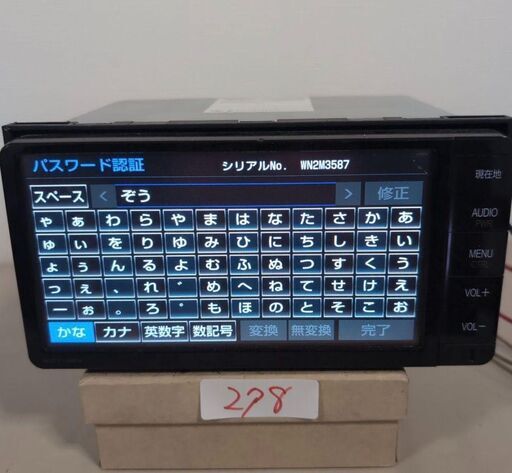 パスワード認証 シリアルNo. WN2M3587
スペース < ぞう > 修正
ゃ ぁ わ ら や ま は な た さ か あ
ゅ ぃ を り ゆ み ひ に ち し き い
ょ ぅ ん る よ む ふ ぬ つ す く う
っ ぇ 、 れ ゛ め へ ね て せ け え
ー ぉ 。 ろ ゜ も ほ の と そ こ お
かな カナ 英数字 数記号 変換 無変換 完了
現在地
AUDIO
PWR
MENU
VOL+
VOL-
278